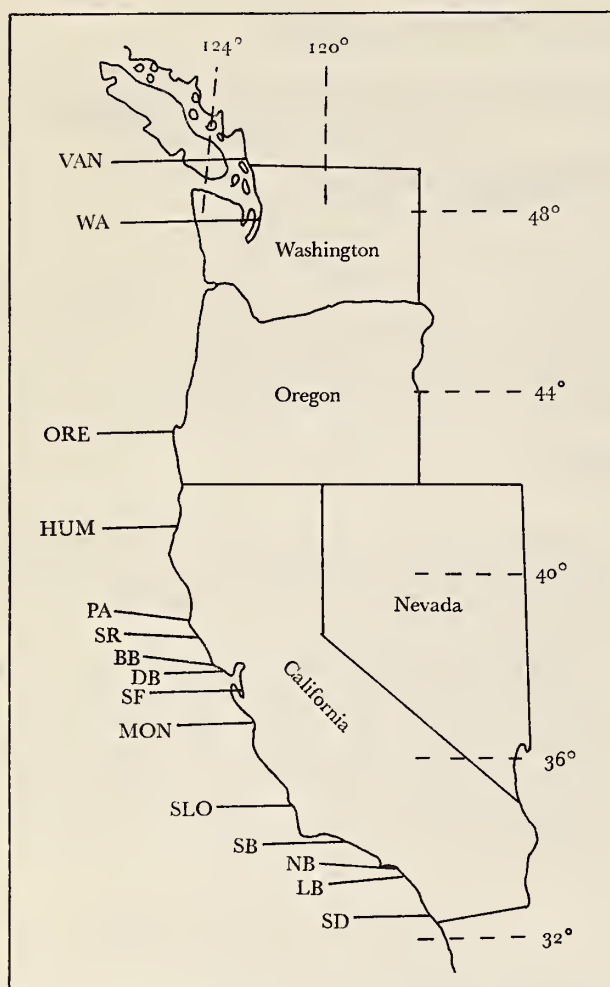 124° 120°
VAN
WA
48°
Washington
Oregon
44°
ORE
HUM
40°
Nevada
PA
SR
BB
DB
SF
California
MON
36°
SLO
SB
NB
LB
SD
32°